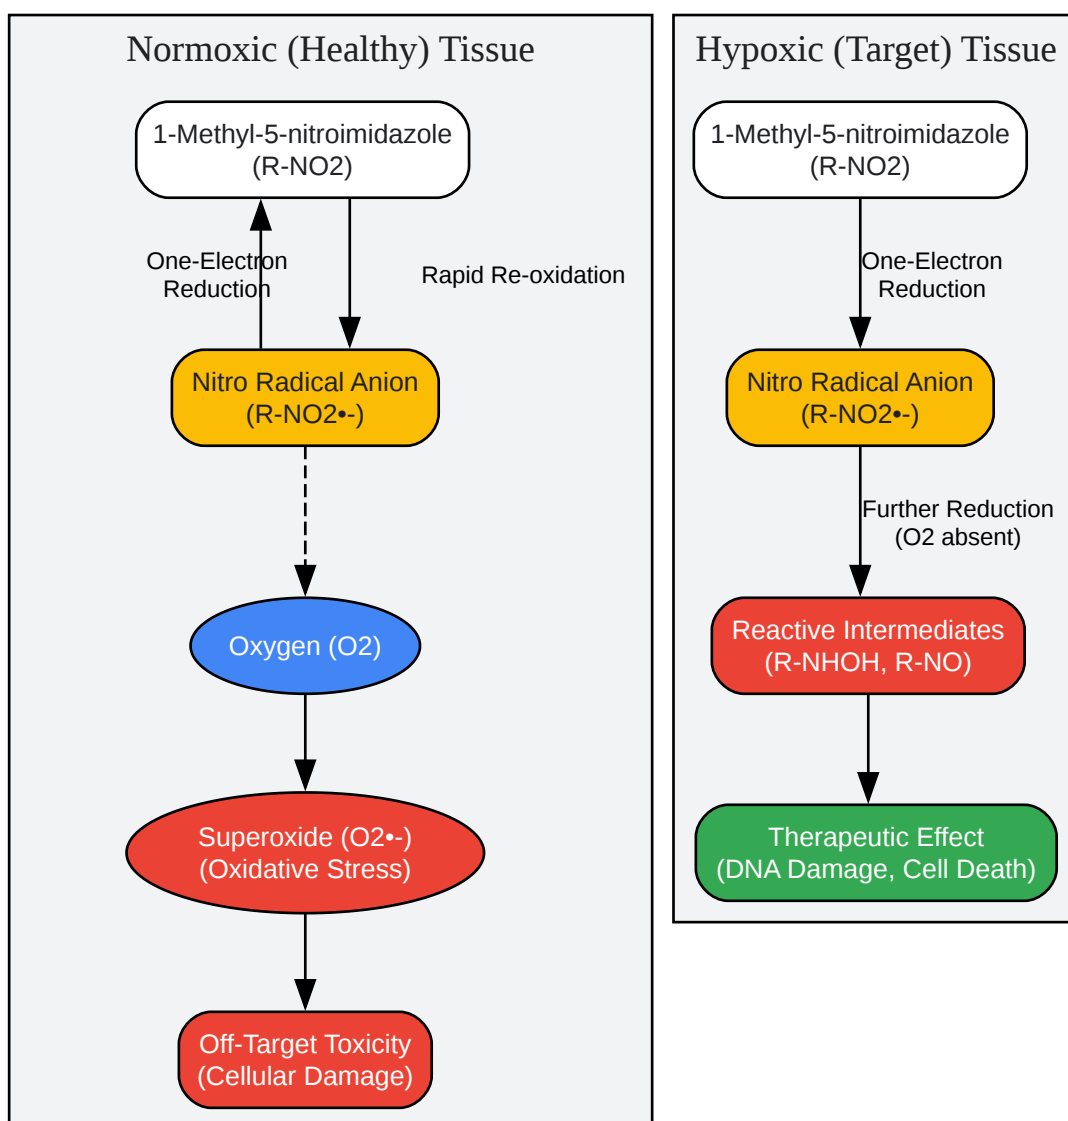 Normoxic (Healthy) Tissue
1-Methyl-5-nitroimidazole
(R-NO2)
One-Electron
Reduction
Rapid Re-oxidation
Nitro Radical Anion
(R-NO2•-)
Oxygen (O2)
Superoxide (O2•-)
(Oxidative Stress)
Off-Target Toxicity
(Cellular Damage)
Hypoxic (Target) Tissue
1-Methyl-5-nitroimidazole
(R-NO2)
One-Electron
Reduction
Nitro Radical Anion
(R-NO2•-)
Further Reduction
(O2 absent)
Reactive Intermediates
(R-NHOH, R-NO)
Therapeutic Effect
(DNA Damage, Cell Death)